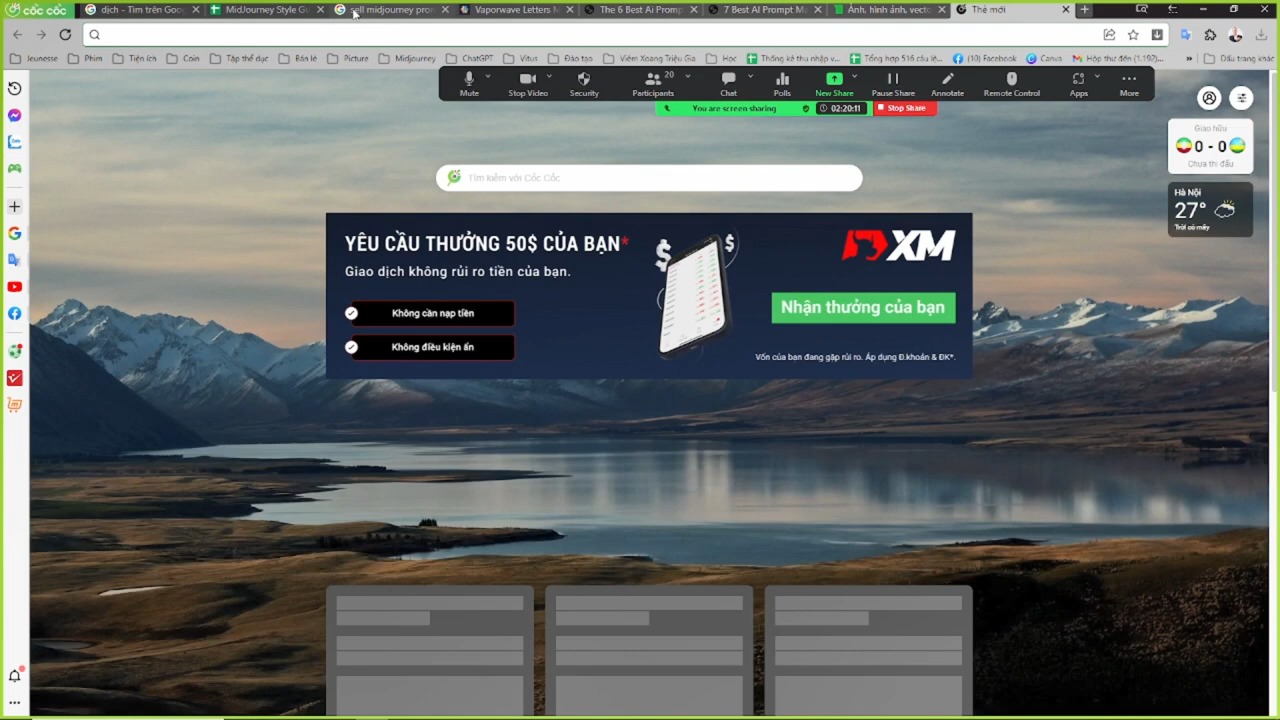 cốc cốc
dịch - Tìm trên Goo
MidJourney Style Gu
sell midjourney pro
Vaporwave Letters M
The 6 Best Ai Promp
7 Best AI Prompt Ma
Ảnh, hình ảnh, vecto
Thẻ mới
Jeunesse
Phim
Tiện ích
Coin
Tập thể dục
Bán lẻ
Picture
Midjourney
ChatGPT
Vitus
Đào tạo
Viêm Xoang Triệu Gia
Học
Thống kê thu nhập v...
Tổng hợp 516 câu lệ...
(10) Facebook
Canva
Hộp thư đến (1.192)...
Dấu trang khác
Mute
Stop Video
Security
Participants
20
Chat
Polls
New Share
Pause Share
Annotate
Remote Control
Apps
More
You are screen sharing
02:20:11
Stop Share
Giao hữu
0 - 0
Chưa thi đấu
Tìm kiếm với Cốc Cốc
Hà Nội
27°
Trời có mây
YÊU CẦU THƯỞNG 50$ CỦA BẠN*
Giao dịch không rủi ro tiền của bạn.
Không cần nạp tiền
Không điều kiện ẩn
XM
Nhận thưởng của bạn
Vốn của bạn đang gặp rủi ro. Áp dụng Đ.khoản & ĐK*.